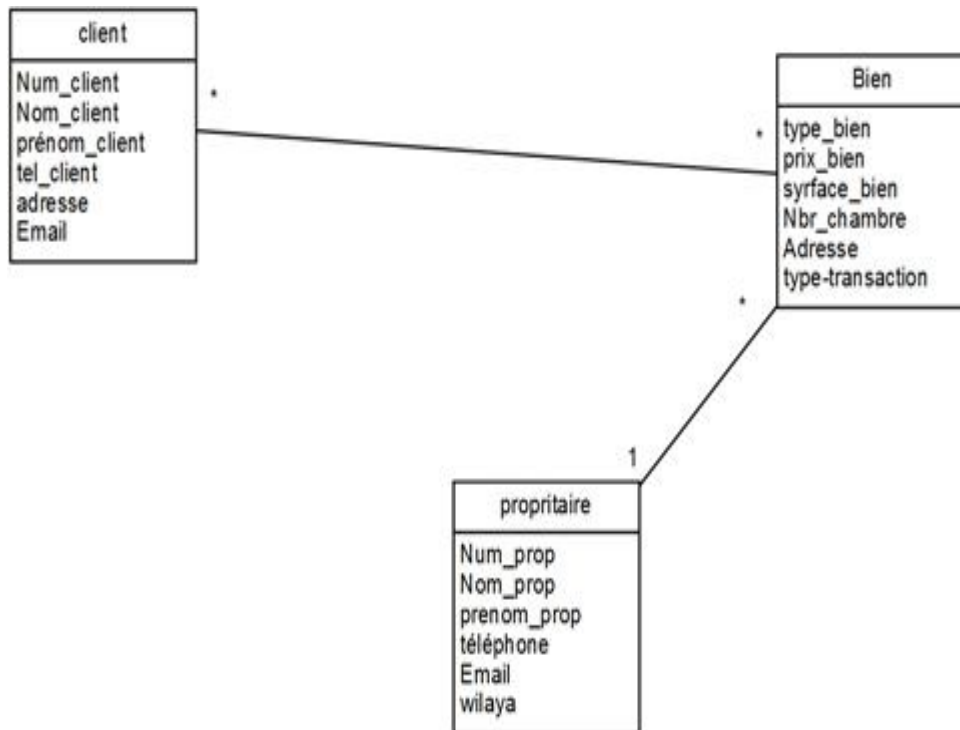 client
Num_client
Nom_client
prénom_client
tel_client
adresse
Email
*
*
Bien
type_bien
prix_bien
syrface_bien
Nbr_chambre
Adresse
type-transaction
*
1
propritaire
Num_prop
Nom_prop
prenom_prop
téléphone
Email
wilaya